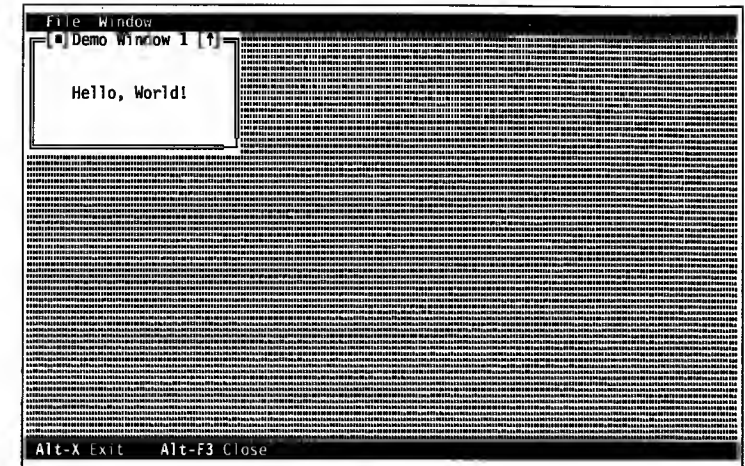 File Window
[■] Demo Window 1 [↑]
Hello, World!
Alt-X Exit Alt-F3 Close